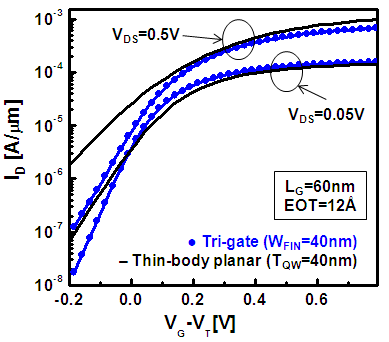 10⁻³
V_DS=0.5V
10⁻⁴
V_DS=0.05V
10⁻⁵
I_D [A/μm]
10⁻⁶
L_G=60nm
EOT=12Å
10⁻⁷
● Tri-gate (W_FIN=40nm)
– Thin-body planar (T_QW=40nm)
10⁻⁸
-0.2 0.0 0.2 0.4 0.6
V_G-V_T[V]